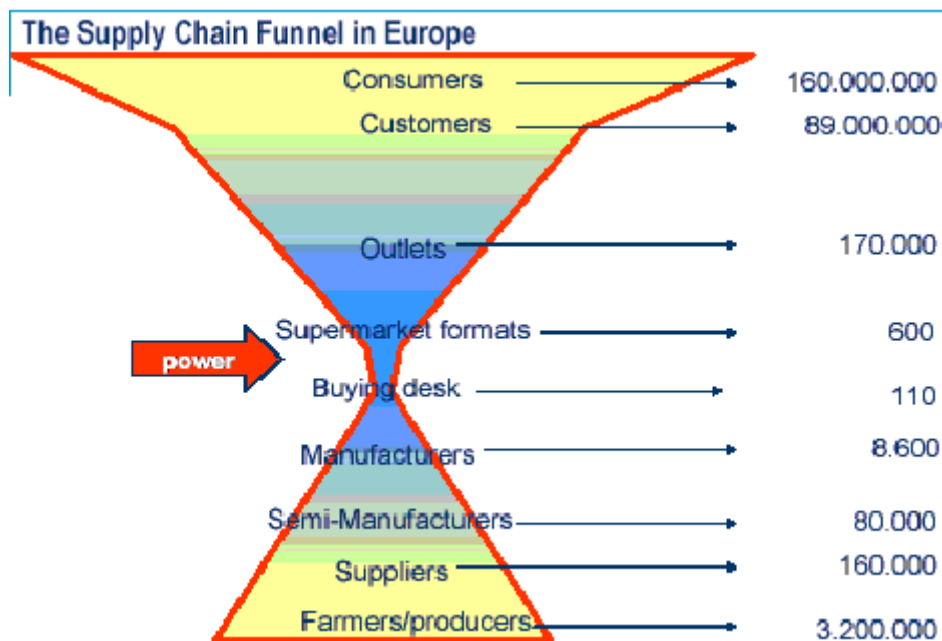 The Supply Chain Funnel in Europe
Consumers 160.000.000
Customers 89.000.000
Outlets 170.000
Supermarket formats 600
power
Buying desk 110
Manufacturers 8.600
Semi-Manufacturers 80.000
Suppliers 160.000
Farmers/producers 3.200.000